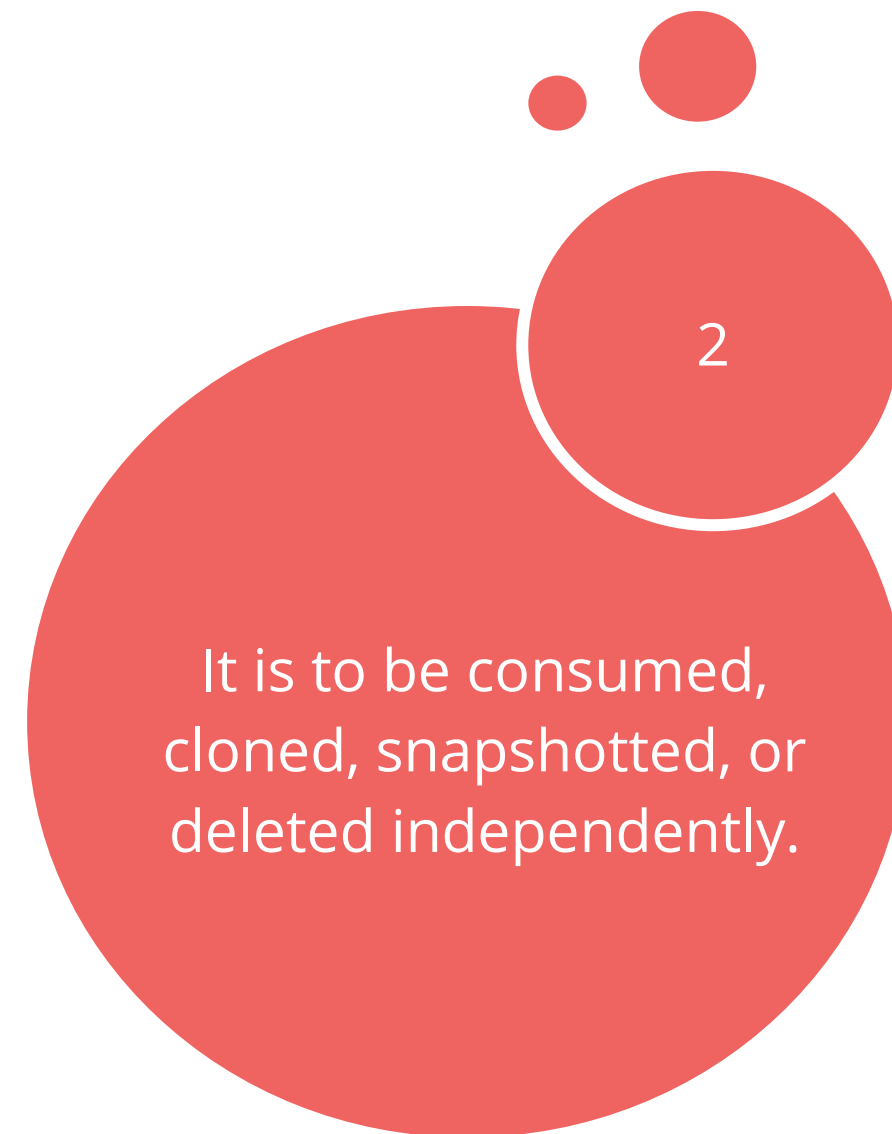 2
It is to be consumed,
cloned, snapshotted, or
deleted independently.